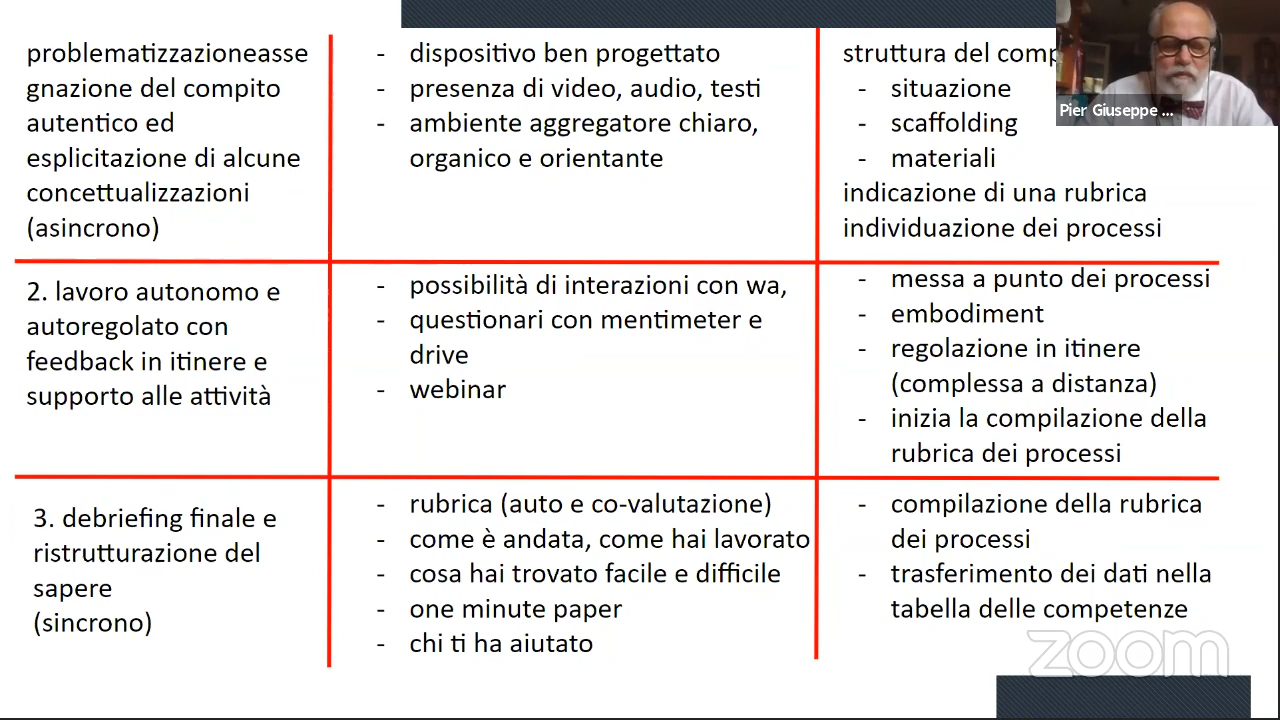 problematizzazioneasse
gnazione del compito
autentico ed
esplicitazione di alcune
concettualizzazioni
(asincrono)
- dispositivo ben progettato
- presenza di video, audio, testi
- ambiente aggregatore chiaro,
organico e orientante
struttura del comp
- situazione
- scaffolding
- materiali
indicazione di una rubrica
individuazione dei processi
Pier Giuseppe ...
2. lavoro autonomo e
autoregolato con
feedback in itinere e
supporto alle attività
- possibilità di interazioni con wa,
- questionari con mentimeter e
drive
- webinar
- messa a punto dei processi
- embodiment
- regolazione in itinere
(complessa a distanza)
- inizia la compilazione della
rubrica dei processi
3. debriefing finale e
ristrutturazione del
sapere
(sincrono)
- rubrica (auto e co-valutazione)
- come è andata, come hai lavorato
- cosa hai trovato facile e difficile
- one minute paper
- chi ti ha aiutato
- compilazione della rubrica
dei processi
- trasferimento dei dati nella
tabella delle competenze
zoom